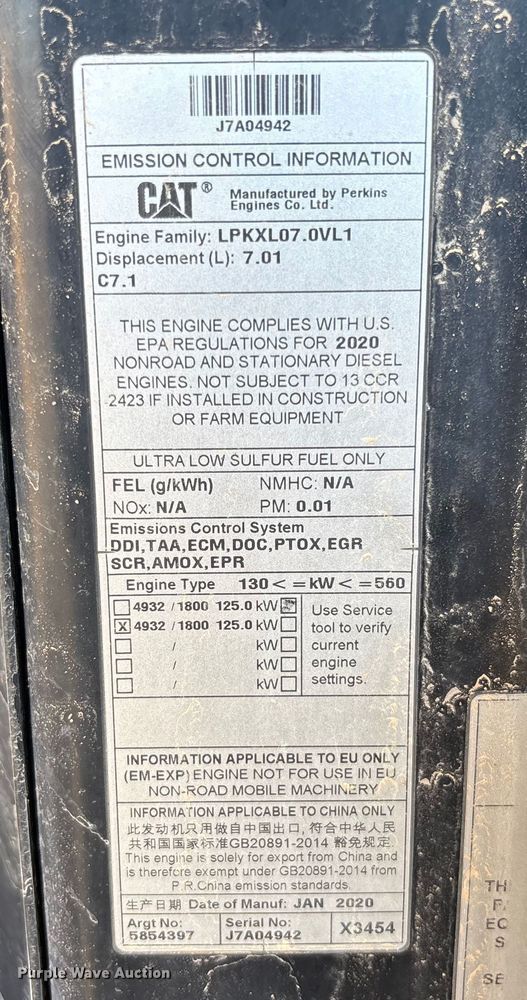 J7A04942
EMISSION CONTROL INFORMATION
CAT® Manufactured by Perkins
Engines Co. Ltd.
Engine Family: LPKXL07.0VL1
Displacement (L): 7.01
C7.1
THIS ENGINE COMPLIES WITH U.S.
EPA REGULATIONS FOR 2020
NONROAD AND STATIONARY DIESEL
ENGINES. NOT SUBJECT TO 13 CCR
2423 IF INSTALLED IN CONSTRUCTION
OR FARM EQUIPMENT
ULTRA LOW SULFUR FUEL ONLY
FEL (g/kWh) NMHC: N/A
NOx: N/A PM: 0.01
Emissions Control System
DDI,TAA,ECM,DOC,PTOX,EGR
SCR,AMOX,EPR
Engine Type 130<=kW<=560
4932 /1800 125.0 kW
X 4932 /1800 125.0 kW
/ kW
/ kW
/ kW
Use Service
tool to verify
current
engine
settings.
INFORMATION APPLICABLE TO EU ONLY
(EM-EXP) ENGINE NOT FOR USE IN EU
NON-ROAD MOBILE MACHINERY
INFORMATION APPLICABLE TO CHINA ONLY
此发动机只用做自中国出口,符合中华人民
共和国国家标准GB20891-2014 豁免规定
This engine is solely for export from China and
is therefore exempt under GB20891-2014 from
P.R.China emission standards.
生产日期 Date of Manuf: JAN 2020
Argt No: Serial No: X3454
5854397 J7A04942
TH
EC
S
SE
Purple Wave Auction